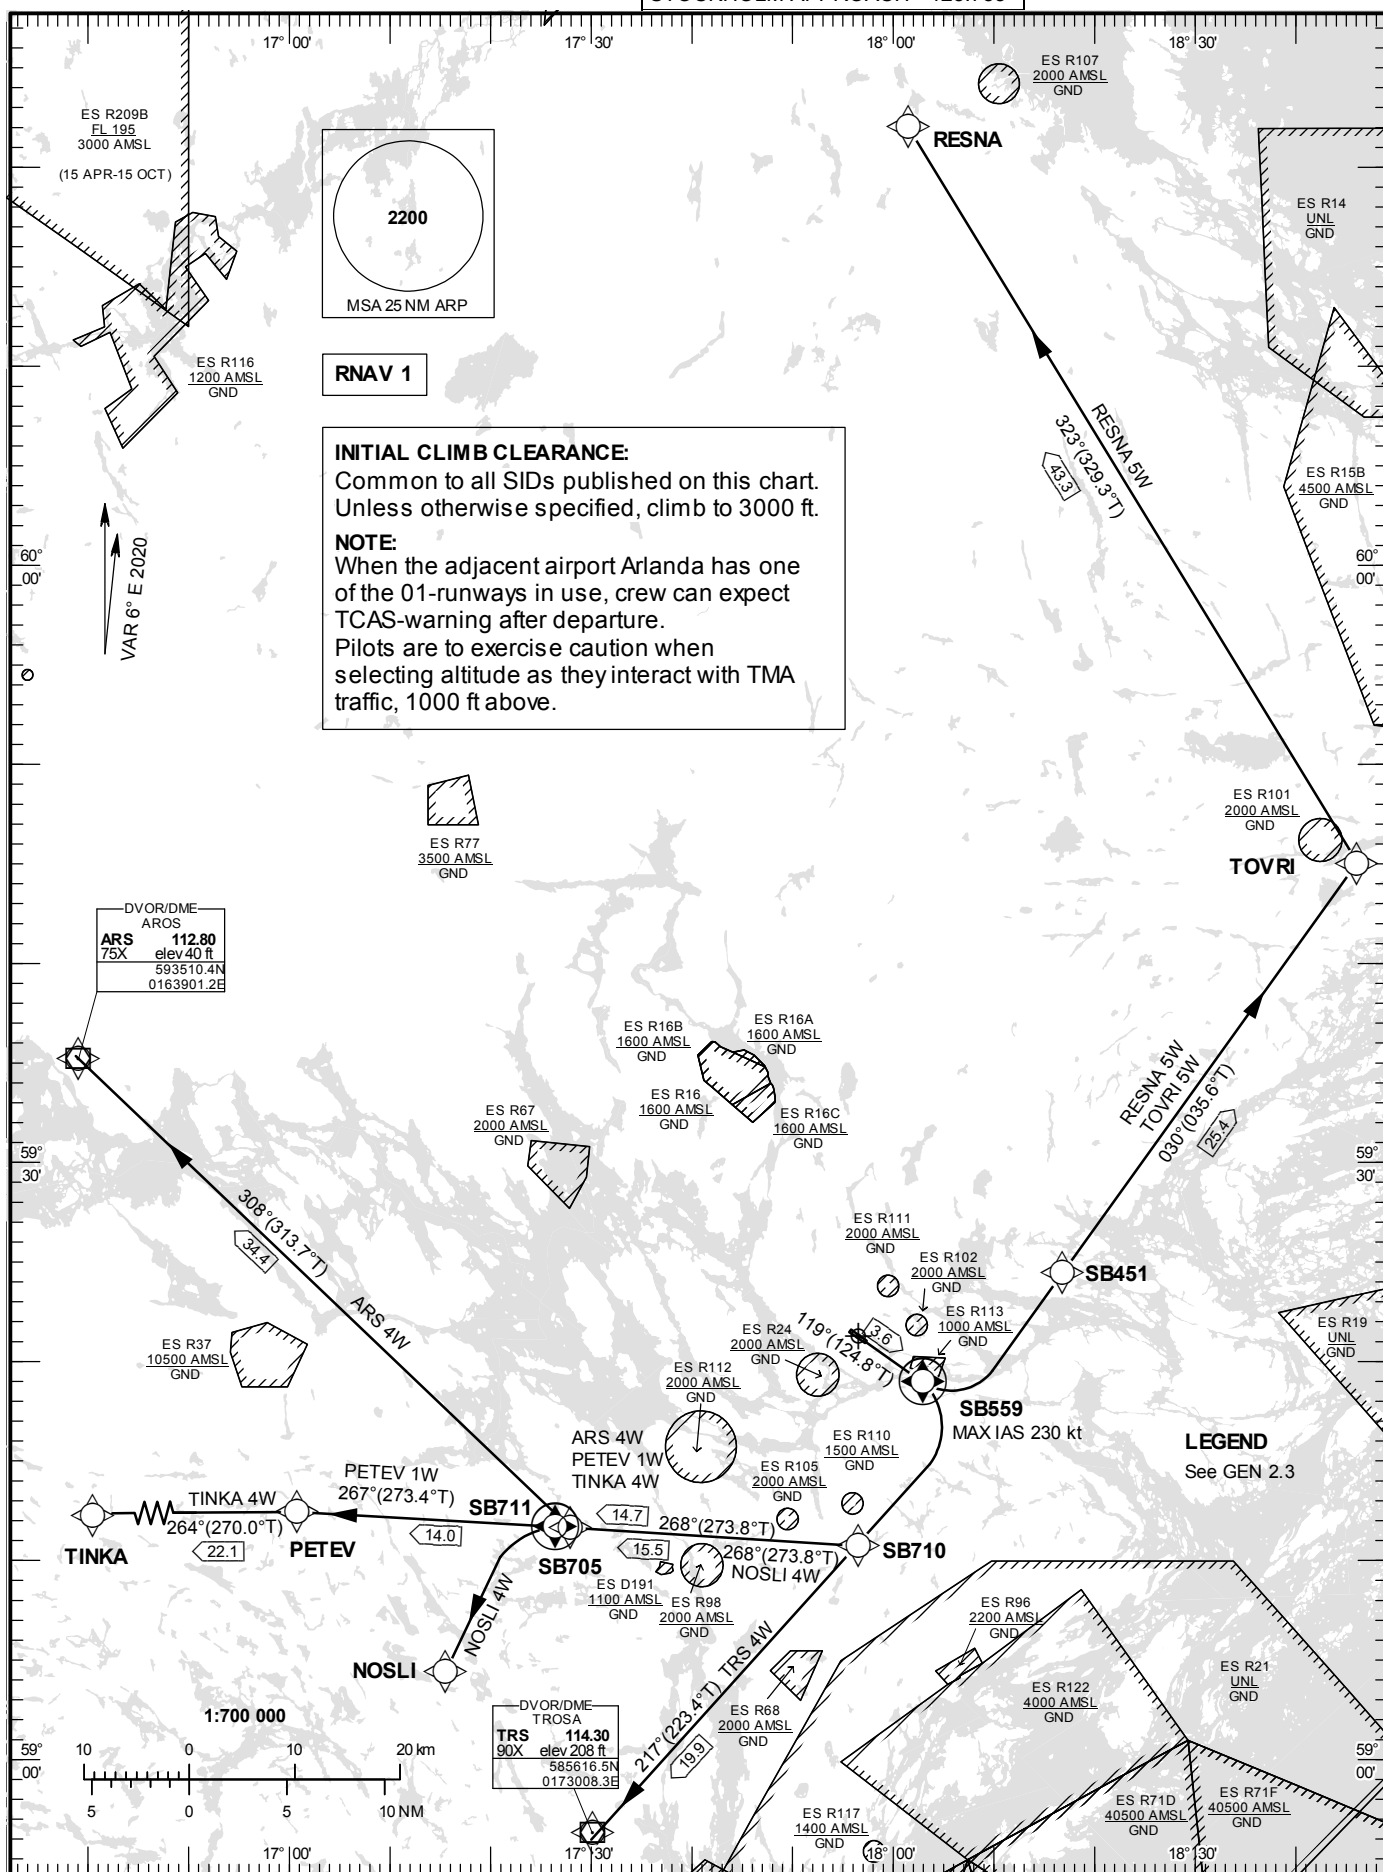 17° 00'
17° 30'
18° 00'
18° 30'
ES R107
2000 AMSL
GND
ES R209B
FL 195
3000 AMSL
(15 APR-15 OCT)
RESNA
2200
MSA 25 NM ARP
ES R14
UNL
GND
ES R116
1200 AMSL
GND
RNAV 1
RESNA 5W
323°(329.3°T)
43.3
INITIAL CLIMB CLEARANCE:
Common to all SIDs published on this chart.
Unless otherwise specified, climb to 3000 ft.
NOTE:
When the adjacent airport Arlanda has one
of the 01-runways in use, crew can expect
TCAS-warning after departure.
Pilots are to exercise caution when
selecting altitude as they interact with TMA
traffic, 1000 ft above.
ES R15B
4500 AMSL
GND
60°
00'
60°
00'
VAR 6° E 2020
ES R77
3500 AMSL
GND
ES R101
2000 AMSL
GND
TOVRI
DVOR/DME
AROS
ARS 112.80
75X elev 40 ft
593510.4N
0163901.2E
ES R16B
1600 AMSL
GND
ES R16A
1600 AMSL
GND
ES R16
1600 AMSL
GND
ES R16C
1600 AMSL
GND
ES R67
2000 AMSL
GND
RESNA 5W
TOVRI 5W
030°(035.6°T)
25.4
59°
30'
59°
30'
308°(313.7°T)
34.4
ARS 4W
ES R111
2000 AMSL
GND
ES R102
2000 AMSL
GND
SB451
ES R113
1000 AMSL
GND
119°(124.8°T)
3.6
ES R24
2000 AMSL
GND
ES R19
UNL
GND
ES R37
10500 AMSL
GND
ES R112
2000 AMSL
GND
SB559
MAX IAS 230 kt
ARS 4W
PETEV 1W
TINKA 4W
ES R110
1500 AMSL
GND
ES R105
2000 AMSL
GND
LEGEND
See GEN 2.3
PETEV 1W
267°(273.4°T)
14.0
SB711
14.7
268°(273.8°T)
TINKA 4W
264°(270.0°T)
22.1
TINKA
PETEV
SB705
15.5
268°(273.8°T)
NOSLI 4W
SB710
ES D191
1100 AMSL
GND
ES R98
2000 AMSL
GND
NOSLI 4W
NOSLI
ES R96
2200 AMSL
GND
217°(223.4°T) TRS 4W
19.9
ES R68
2000 AMSL
GND
ES R122
4000 AMSL
GND
ES R21
UNL
GND
1:700 000
10 0 10 20 km
5 0 5 10 NM
DVOR/DME
TROSA
TRS 114.30
90X elev 208 ft
585616.5N
0173008.3E
59°
00'
59°
00'
ES R71D
40500 AMSL
GND
ES R71F
40500 AMSL
GND
ES R117
1400 AMSL
GND
17° 00'
17° 30'
18° 00'
18° 30'